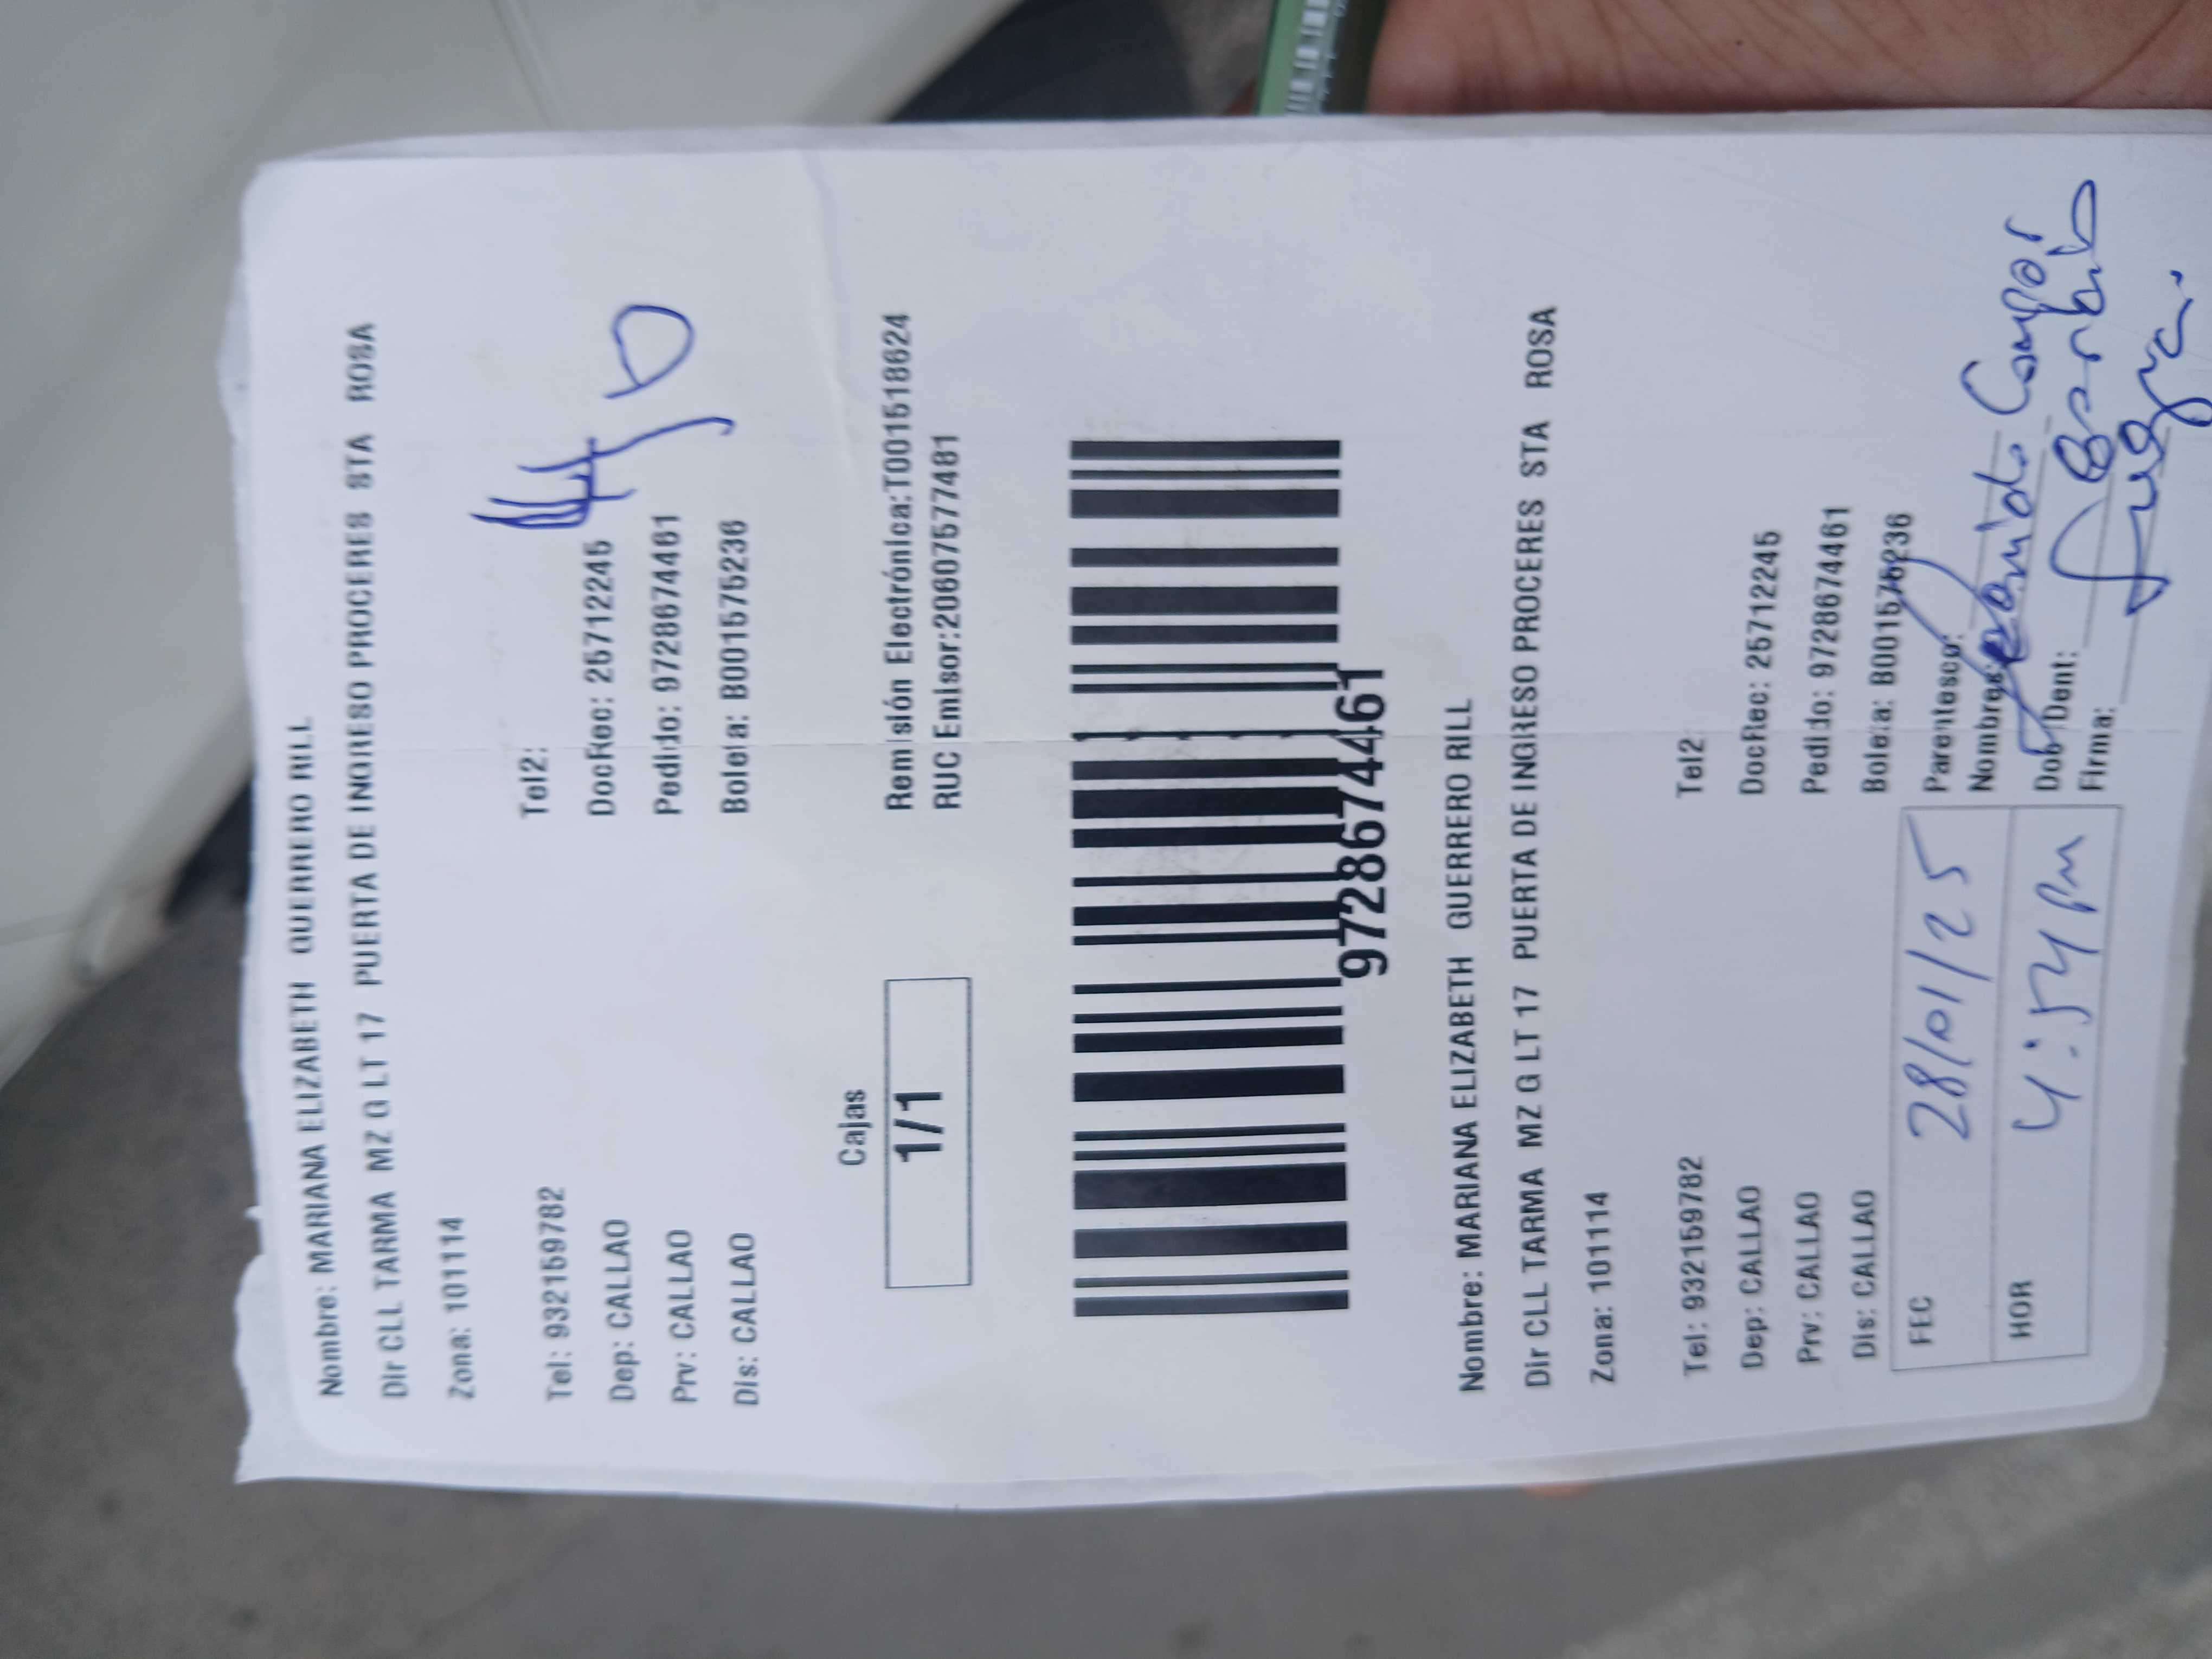 Nombre: MARIANA ELIZABETH GUERRERO RILL
Dir CLL TARMA MZ G LT 17 PUERTA DE INGRESO PROCERES STA ROSA
Zona: 101114
Tel: 932159782 Tel2:
Dep: CALLAO DocRec: 25712245
Prv: CALLAO Pedido: 9728674461
Dis: CALLAO Boleta: B001575236
Cajas
1/1
Remisión Electrónica:T001518624
RUC Emisor:20607577481
9728674461
Nombre: MARIANA ELIZABETH GUERRERO RILL
Dir CLL TARMA MZ G LT 17 PUERTA DE INGRESO PROCERES STA ROSA
Zona: 101114
Tel: 932159782 Tel2
Dep: CALLAO DocRec: 25712245
Prv: CALLAO Pedido: 9728674461
Dis: CALLAO Boleta: B001575236
FEC 28/01/25
HOR 4:54 PM
Parentesco:
Nombres: Campos
Dent:
Firma: